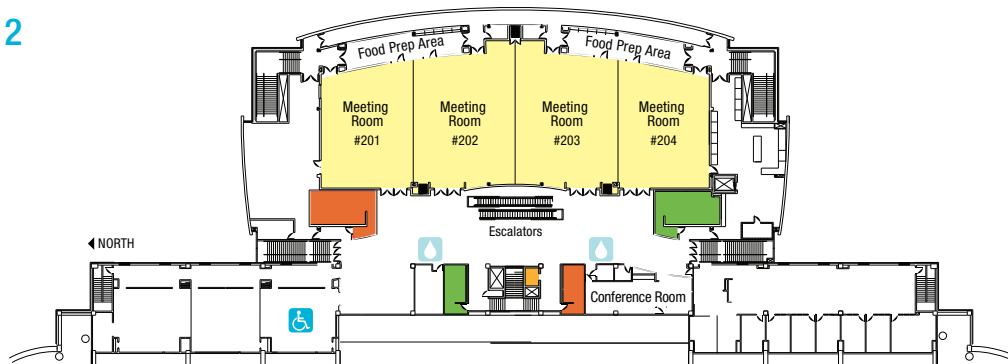 2
Food Prep Area
Food Prep Area
Meeting
Room
#201
Meeting
Room
#202
Meeting
Room
#203
Meeting
Room
#204
Escalators
NORTH
Conference Room